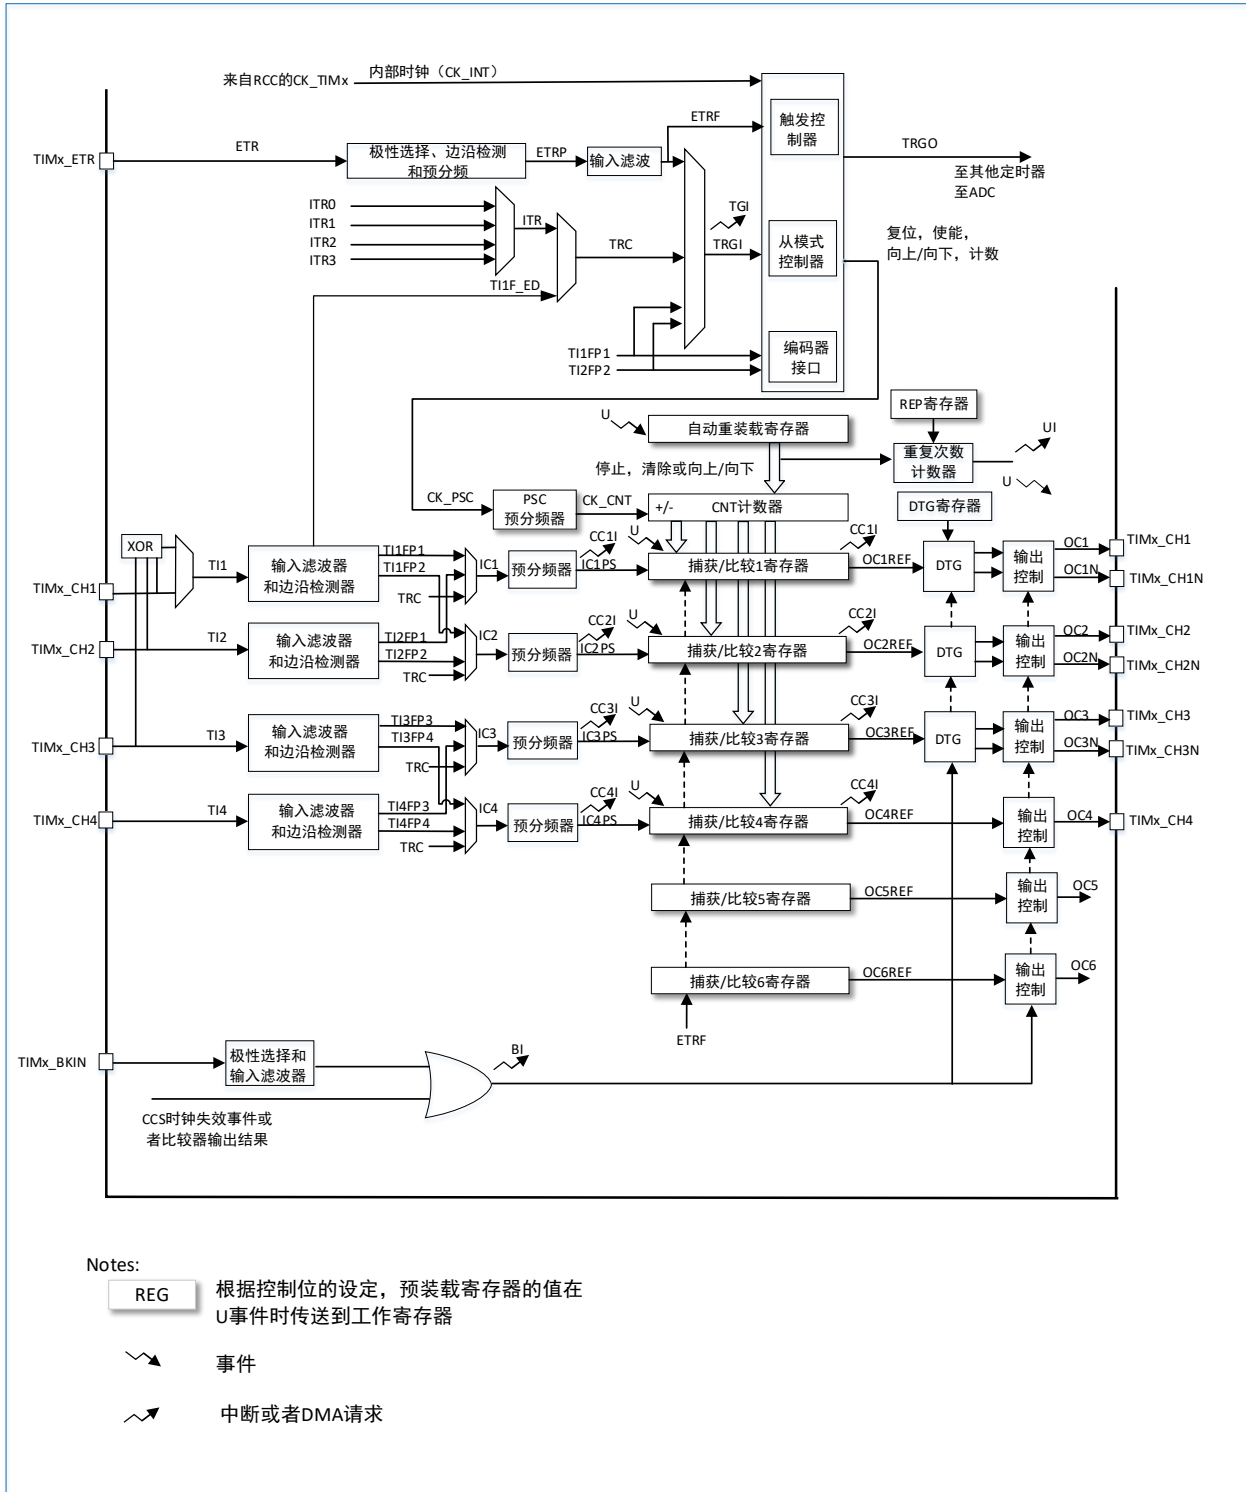 来自RCC的CK_TIMx
内部时钟（CK_INT）
TIMx_ETR
ETR
极性选择、边沿检测
和预分频
ETRP
输入滤波
ETRF
触发控
制器
TRGO
至其他定时器
至ADC
ITR0
ITR1
ITR2
ITR3
ITR
TI1F_ED
TRC
TGI
TRGI
从模式
控制器
复位，使能，
向上/向下，计数
TI1FP1
TI2FP2
编码器
接口
U
自动重装载寄存器
REP寄存器
重复次数
计数器
UI
U
停止，清除或向上/向下
CK_PSC
PSC
预分频器
CK_CNT
+/-
CNT计数器
DTG寄存器
XOR
TIMx_CH1
TI1
输入滤波器
和边沿检测器
TI1FP1
TI1FP2
TRC
IC1
预分频器
CC1I
IC1PS
U
捕获/比较1寄存器
CC1I
OC1REF
DTG
输出
控制
OC1
OC1N
TIMx_CH1
TIMx_CH1N
TIMx_CH2
TI2
输入滤波器
和边沿检测器
TI2FP1
TI2FP2
TRC
IC2
预分频器
CC2I
IC2PS
U
捕获/比较2寄存器
CC2I
OC2REF
DTG
输出
控制
OC2
OC2N
TIMx_CH2
TIMx_CH2N
TIMx_CH3
TI3
输入滤波器
和边沿检测器
TI3FP3
TI3FP4
TRC
IC3
预分频器
CC3I
IC3PS
U
捕获/比较3寄存器
CC3I
OC3REF
DTG
输出
控制
OC3
OC3N
TIMx_CH3
TIMx_CH3N
TIMx_CH4
TI4
输入滤波器
和边沿检测器
TI4FP3
TI4FP4
TRC
IC4
预分频器
CC4I
IC4PS
U
捕获/比较4寄存器
CC4I
OC4REF
输出
控制
OC4
TIMx_CH4
捕获/比较5寄存器
OC5REF
输出
控制
OC5
捕获/比较6寄存器
OC6REF
输出
控制
OC6
ETRF
TIMx_BKIN
极性选择和
输入滤波器
BI
CCS时钟失效事件或
者比较器输出结果
Notes:
REG
根据控制位的设定，预装载寄存器的值在
U事件时传送到工作寄存器
事件
中断或者DMA请求